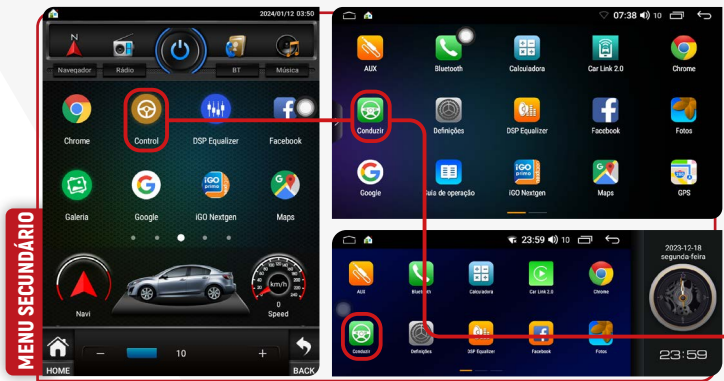 2024/01/12 03:50
N
Navegador Rádio BT Música
Chrome Control DSP Equalizer Facebook
iGO primo
Galeria Google iGO Nextgen Maps
km/h
0
Navi Speed
HOME - 10 + BACK
MENU SECUNDÁRIO
07:38 10
AUX Bluetooth Calculadora Car Link 2.0 Chrome
Conduzir Definições DSP Equalizer Facebook Fotos
iGO primo
Google Guia de operação iGO Nextgen Maps GPS
23:59 10
AUX Bluetooth Calculadora Car Link 2.0 Chrome
Conduzir Definições DSP Equalizer Facebook Fotos
2023-12-18
segunda-feira
23:59